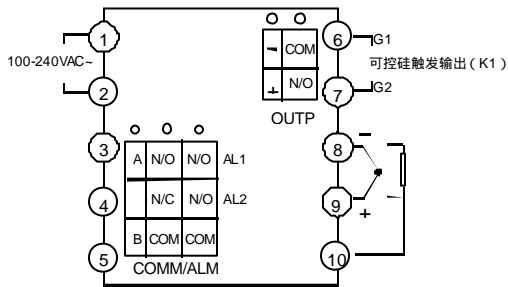 1
100-240VAC~
2
3
4
5
- COM
+ N/O
OUTP
6
G1
可控硅触发输出(K1)
7
G2
8
-
9
+
10
A N/O N/O AL1
N/C N/O AL2
B COM COM
COMM/ALM